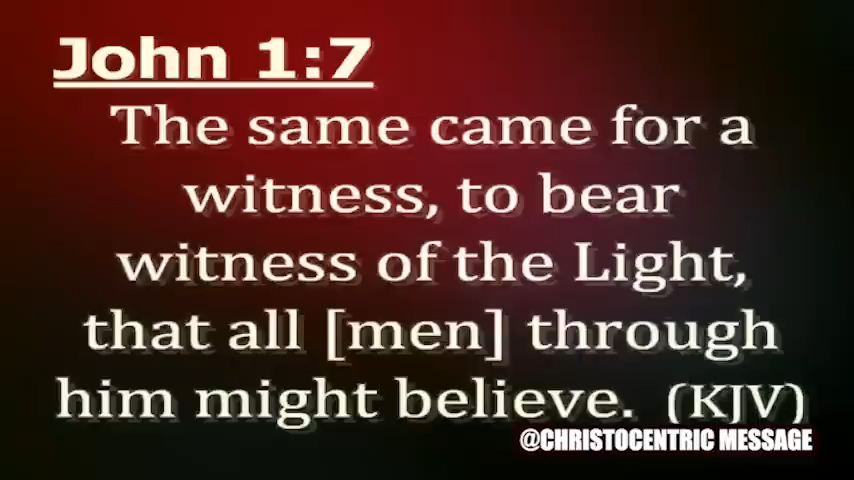 John 1:7
The same came for a
witness, to bear
witness of the Light,
that all [men] through
him might believe. (KJV)
@CHRISTOCENTRIC MESSAGE